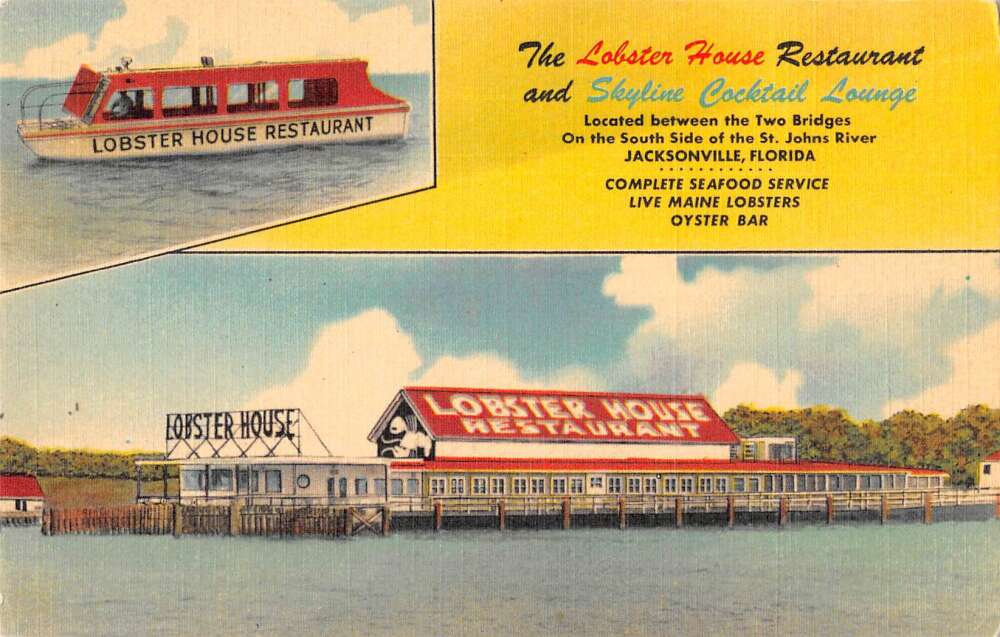 LOBSTER HOUSE RESTAURANT
The Lobster House Restaurant
and Skyline Cocktail Lounge
Located between the Two Bridges
On the South Side of the St. Johns River
JACKSONVILLE, FLORIDA
COMPLETE SEAFOOD SERVICE
LIVE MAINE LOBSTERS
OYSTER BAR
LOBSTER HOUSE
LOBSTER HOUSE
RESTAURANT